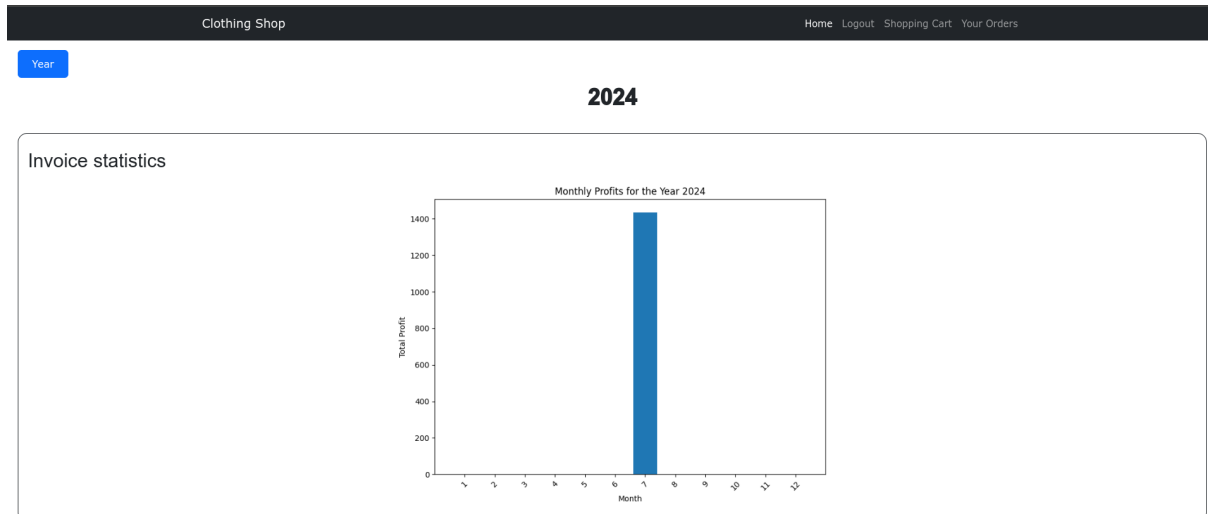 Clothing Shop Home Logout Shopping Cart Your Orders
Year
2024
Invoice statistics
Monthly Profits for the Year 2024
1400
1200
1000
800
600
400
200
0
Total Profit
1 2 3 4 5 6 7 8 9 10 11 12
Month